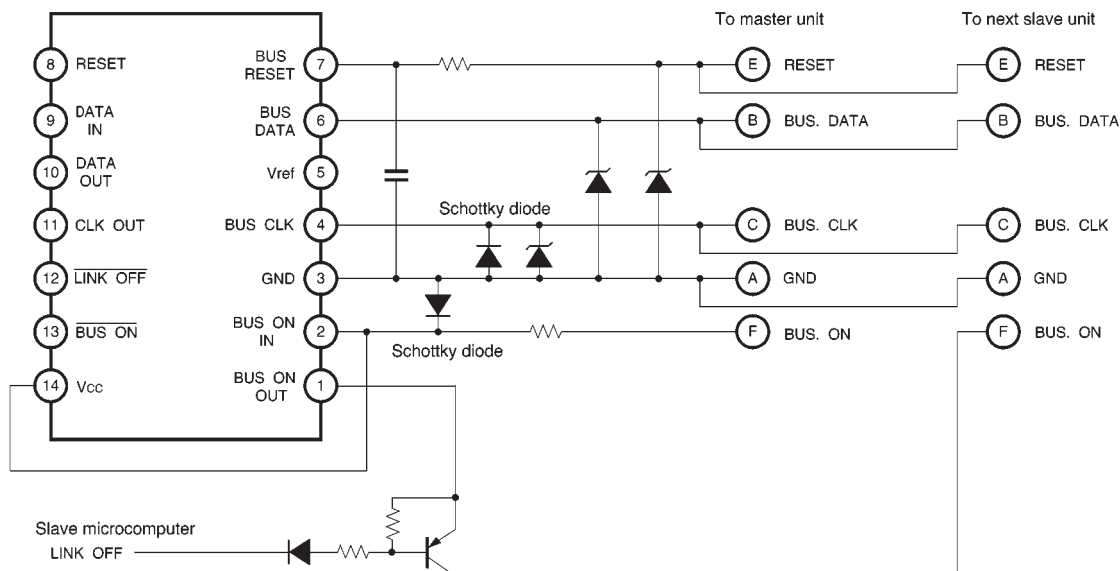 To master unit
To next slave unit
8 RESET
BUS RESET 7
E RESET
E RESET
9 DATA IN
BUS DATA 6
B BUS. DATA
B BUS. DATA
10 DATA OUT
Vref 5
11 CLK OUT
BUS CLK 4
Schottky diode
C BUS. CLK
C BUS. CLK
12 LINK OFF
GND 3
A GND
A GND
13 BUS ON
BUS ON IN 2
Schottky diode
F BUS. ON
F BUS. ON
14 Vcc
BUS ON OUT 1
Slave microcomputer
LINK OFF